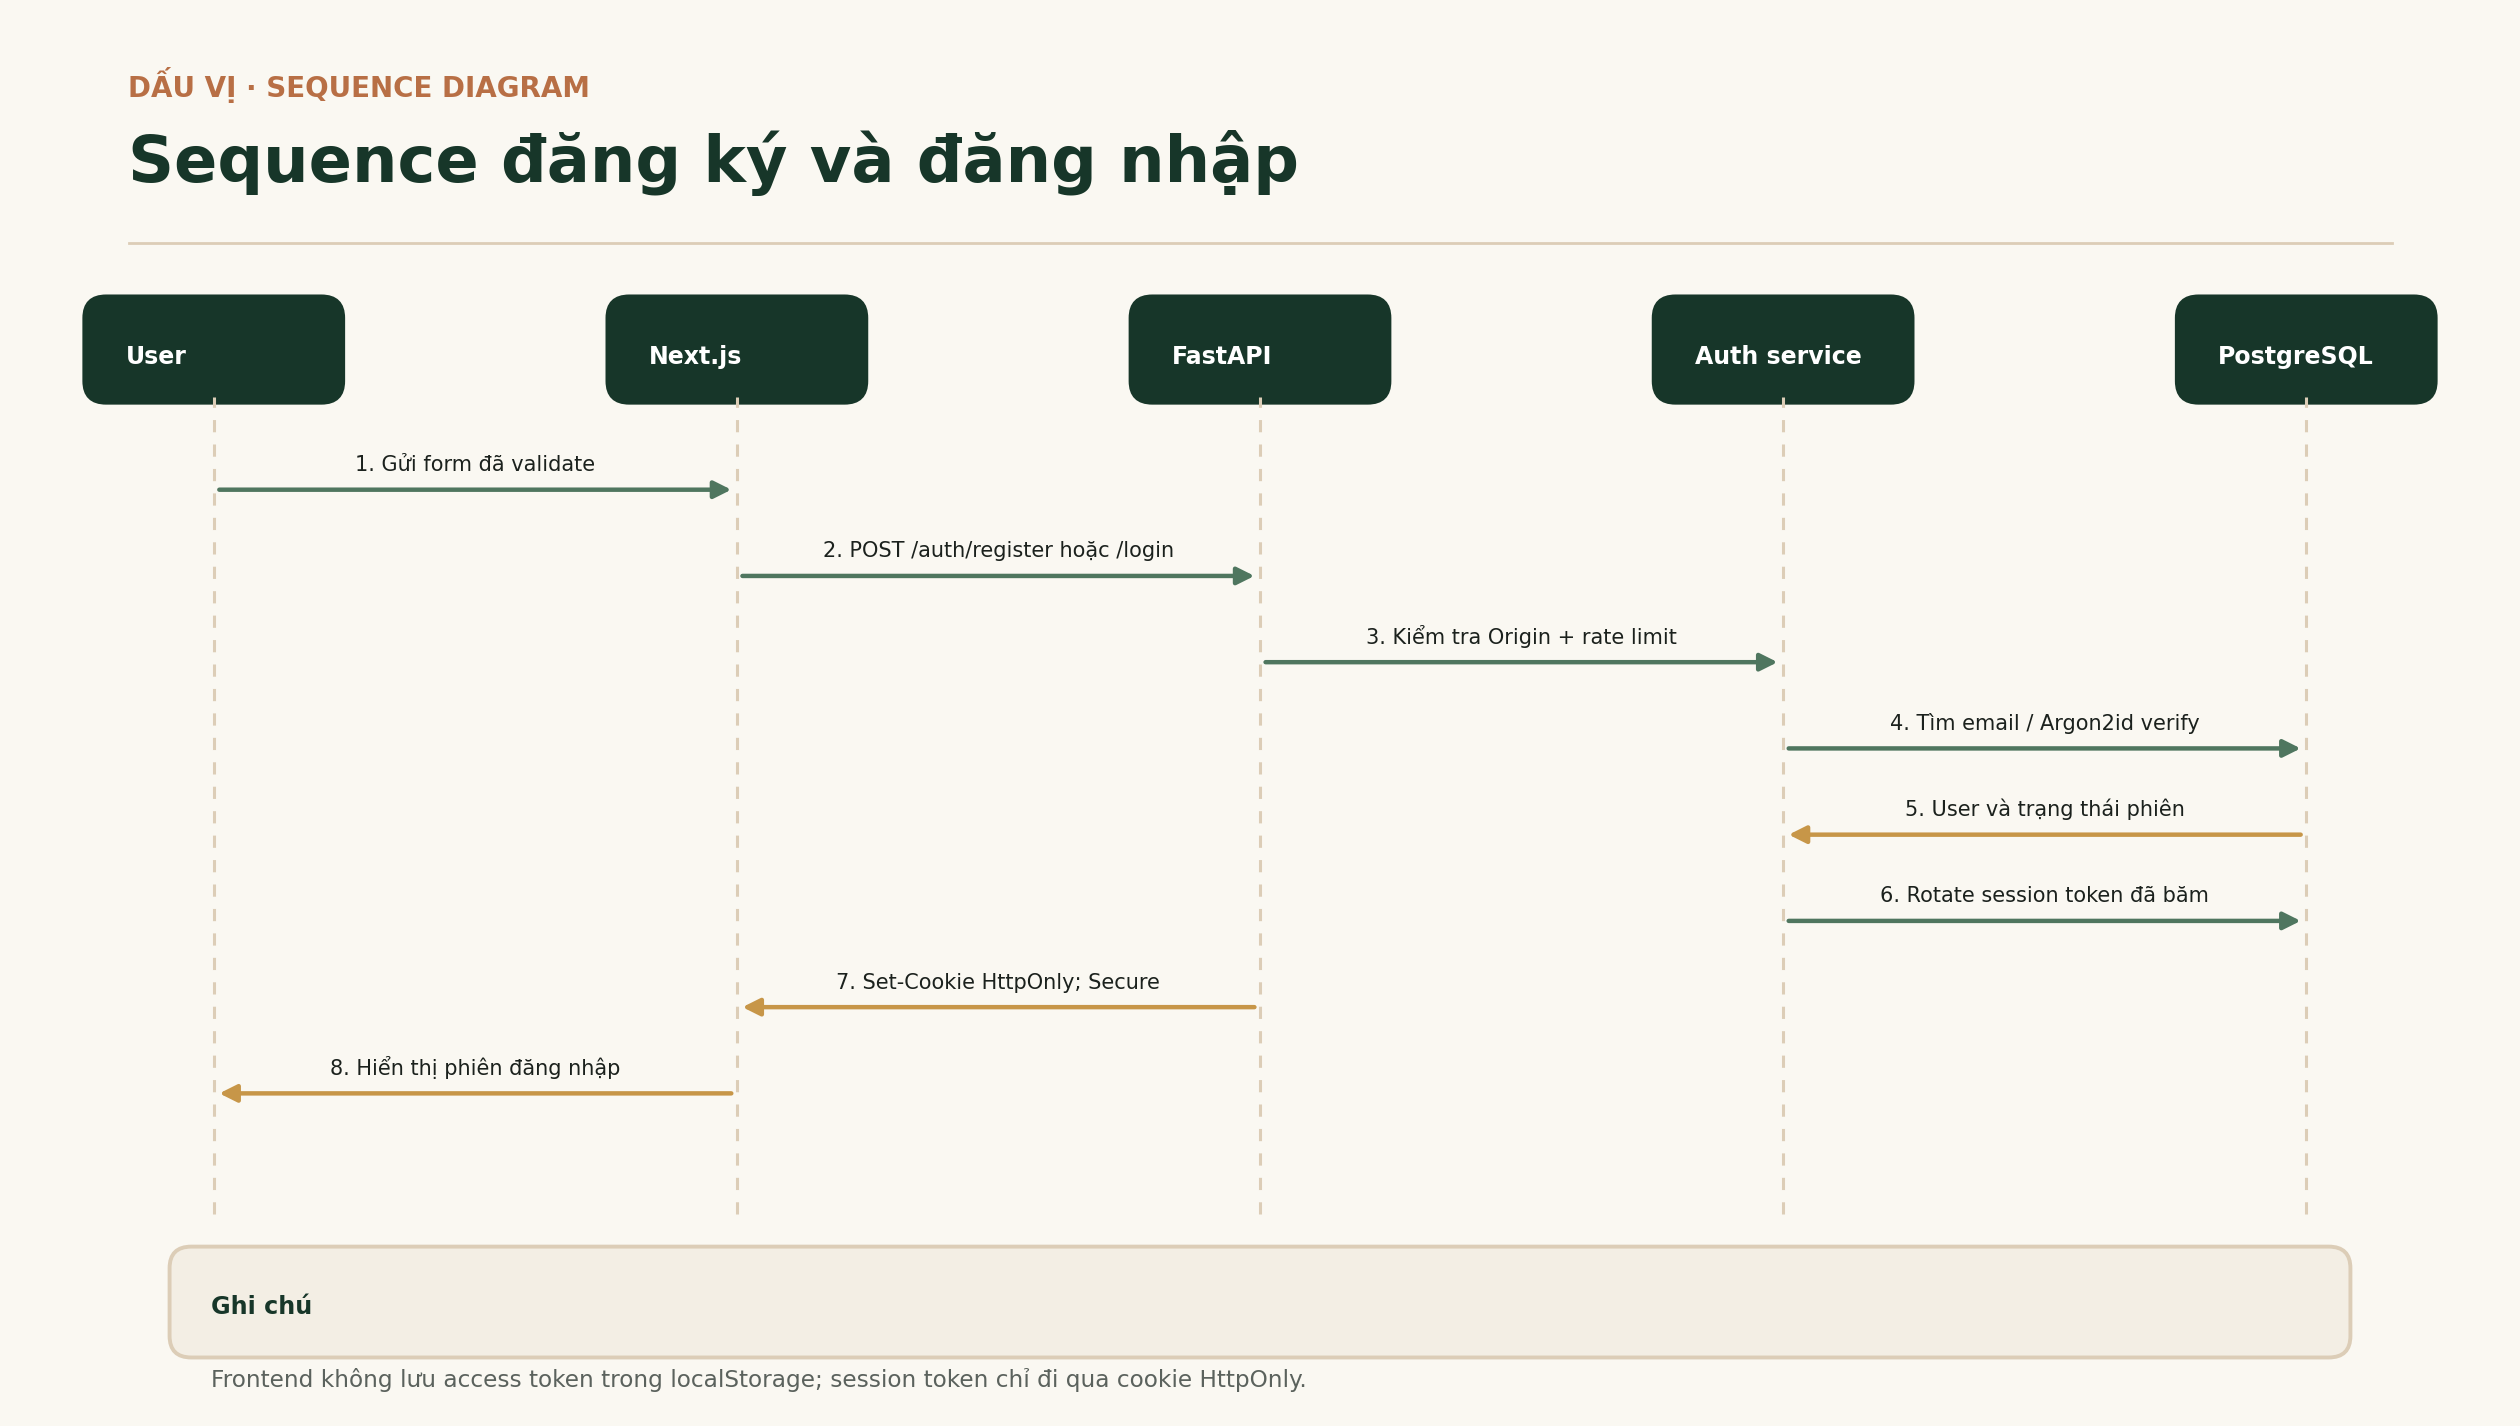 DẤU VỊ · SEQUENCE DIAGRAM
Sequence đăng ký và đăng nhập
User
Next.js
FastAPI
Auth service
PostgreSQL
1. Gửi form đã validate
2. POST /auth/register hoặc /login
3. Kiểm tra Origin + rate limit
4. Tìm email / Argon2id verify
5. User và trạng thái phiên
6. Rotate session token đã băm
7. Set-Cookie HttpOnly; Secure
8. Hiển thị phiên đăng nhập
Ghi chú
Frontend không lưu access token trong localStorage; session token chỉ đi qua cookie HttpOnly.